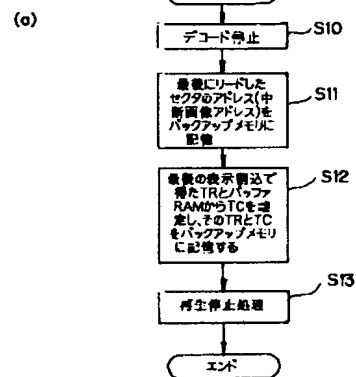 (a)
デコード停止
S10
最後にリードした
セクタのアドレス(中
断画像アドレス)を
バックアップメモリに
記憶
S11
最後の表示割込で
得たTRとバッファ
RAMからTCを
定し、そのTRとTC
をバックアップメモリ
に記憶する
S12
再生停止処理
S13
エンド